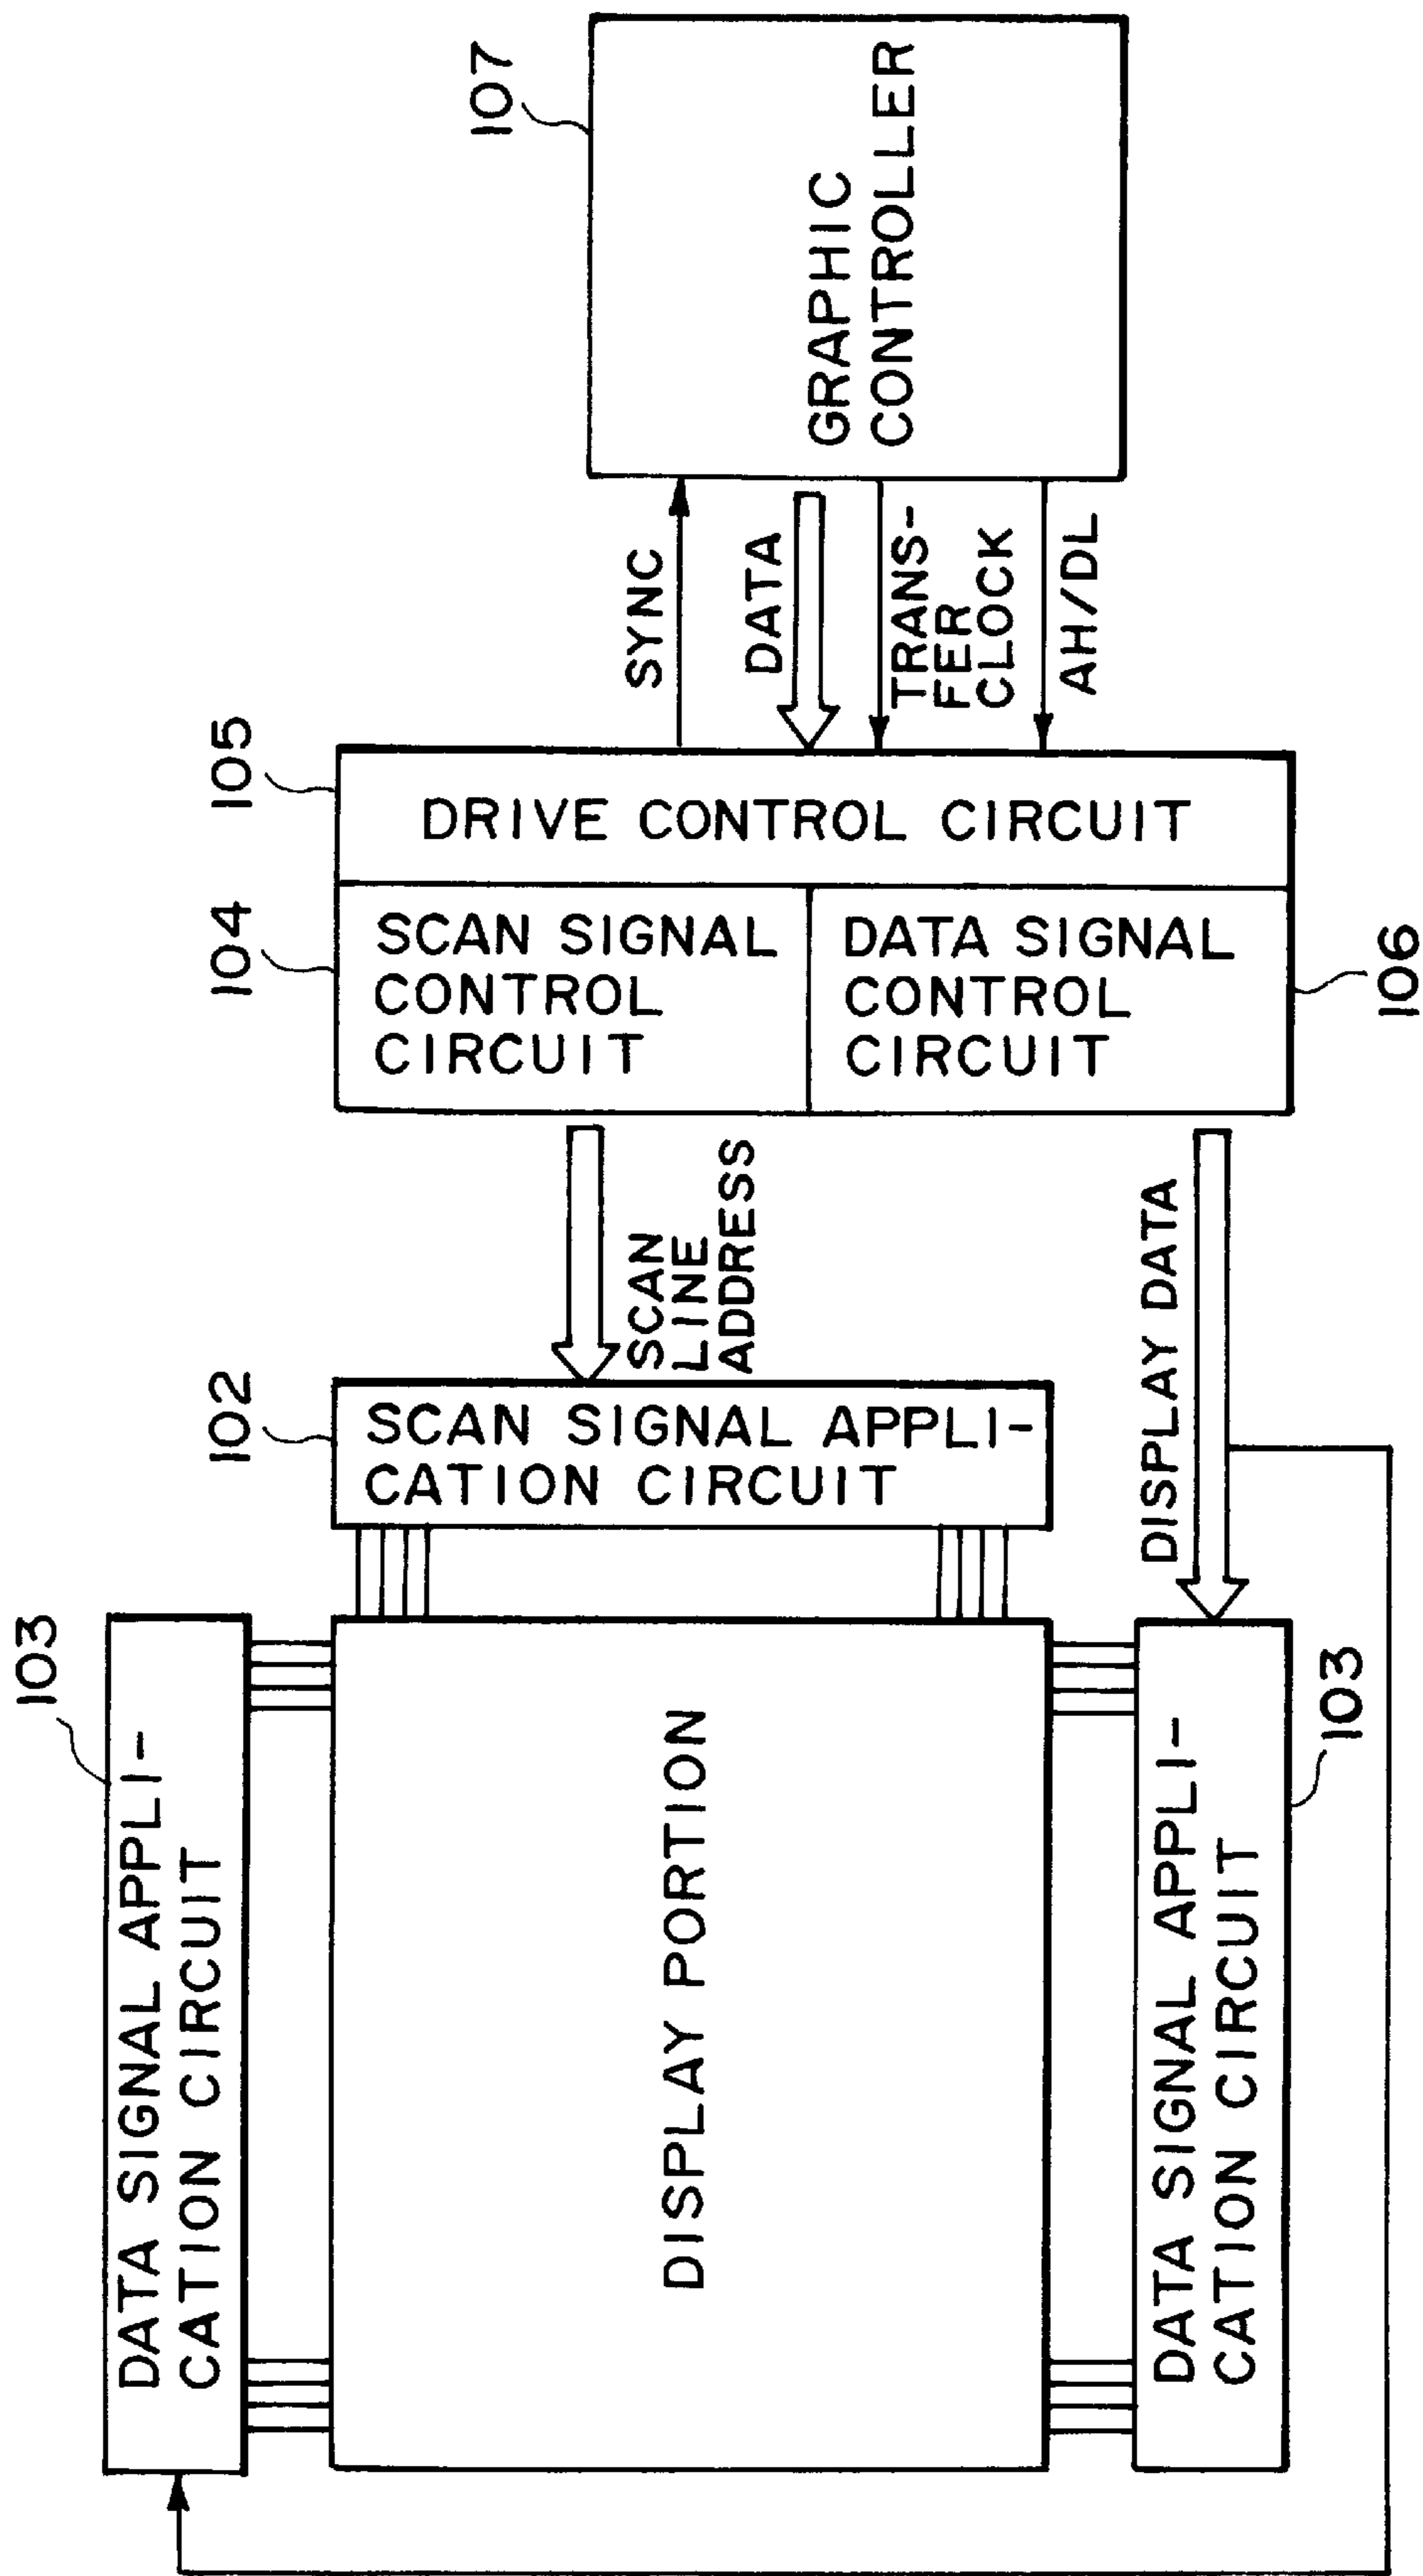 103
DATA SIGNAL APPLI-
CATION CIRCUIT
DISPLAY PORTION
DATA SIGNAL APPLI-
CATION CIRCUIT
103
102
SCAN SIGNAL APPLI-
CATION CIRCUIT
SCAN
LINE
ADDRESS
DISPLAY DATA
104
SCAN SIGNAL
CONTROL
CIRCUIT
DATA SIGNAL
CONTROL
CIRCUIT
106
105
DRIVE CONTROL CIRCUIT
SYNC
DATA
TRANS-
FER
CLOCK
AH/DL
107
GRAPHIC
CONTROLLER